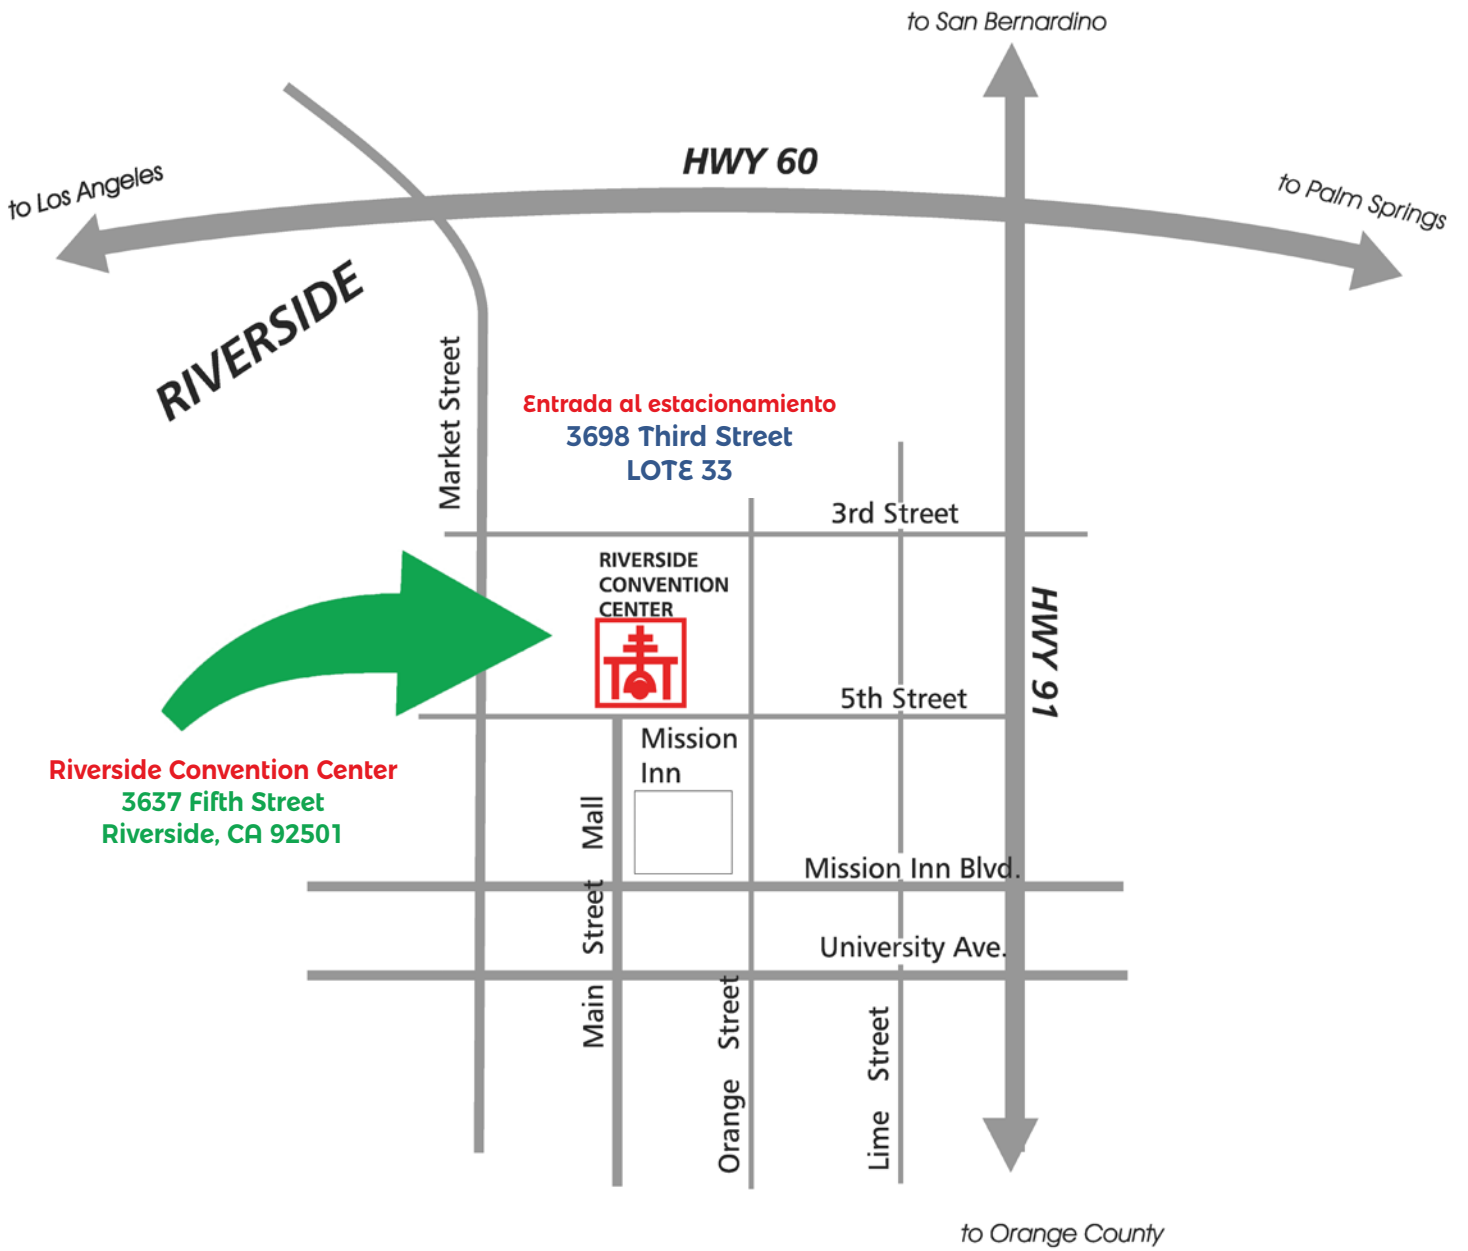 to San Bernardino
HWY 60
to Los Angeles
to Palm Springs
RIVERSIDE
Market Street
Entrada al estacionamiento
3698 Third Street
LOTE 33
3rd Street
RIVERSIDE
CONVENTION
CENTER
HWY 91
5th Street
Mission
Inn
Riverside Convention Center
3637 Fifth Street
Riverside, CA 92501
Main Street Mall
Mission Inn Blvd.
University Ave.
Orange Street
Lime Street
to Orange County